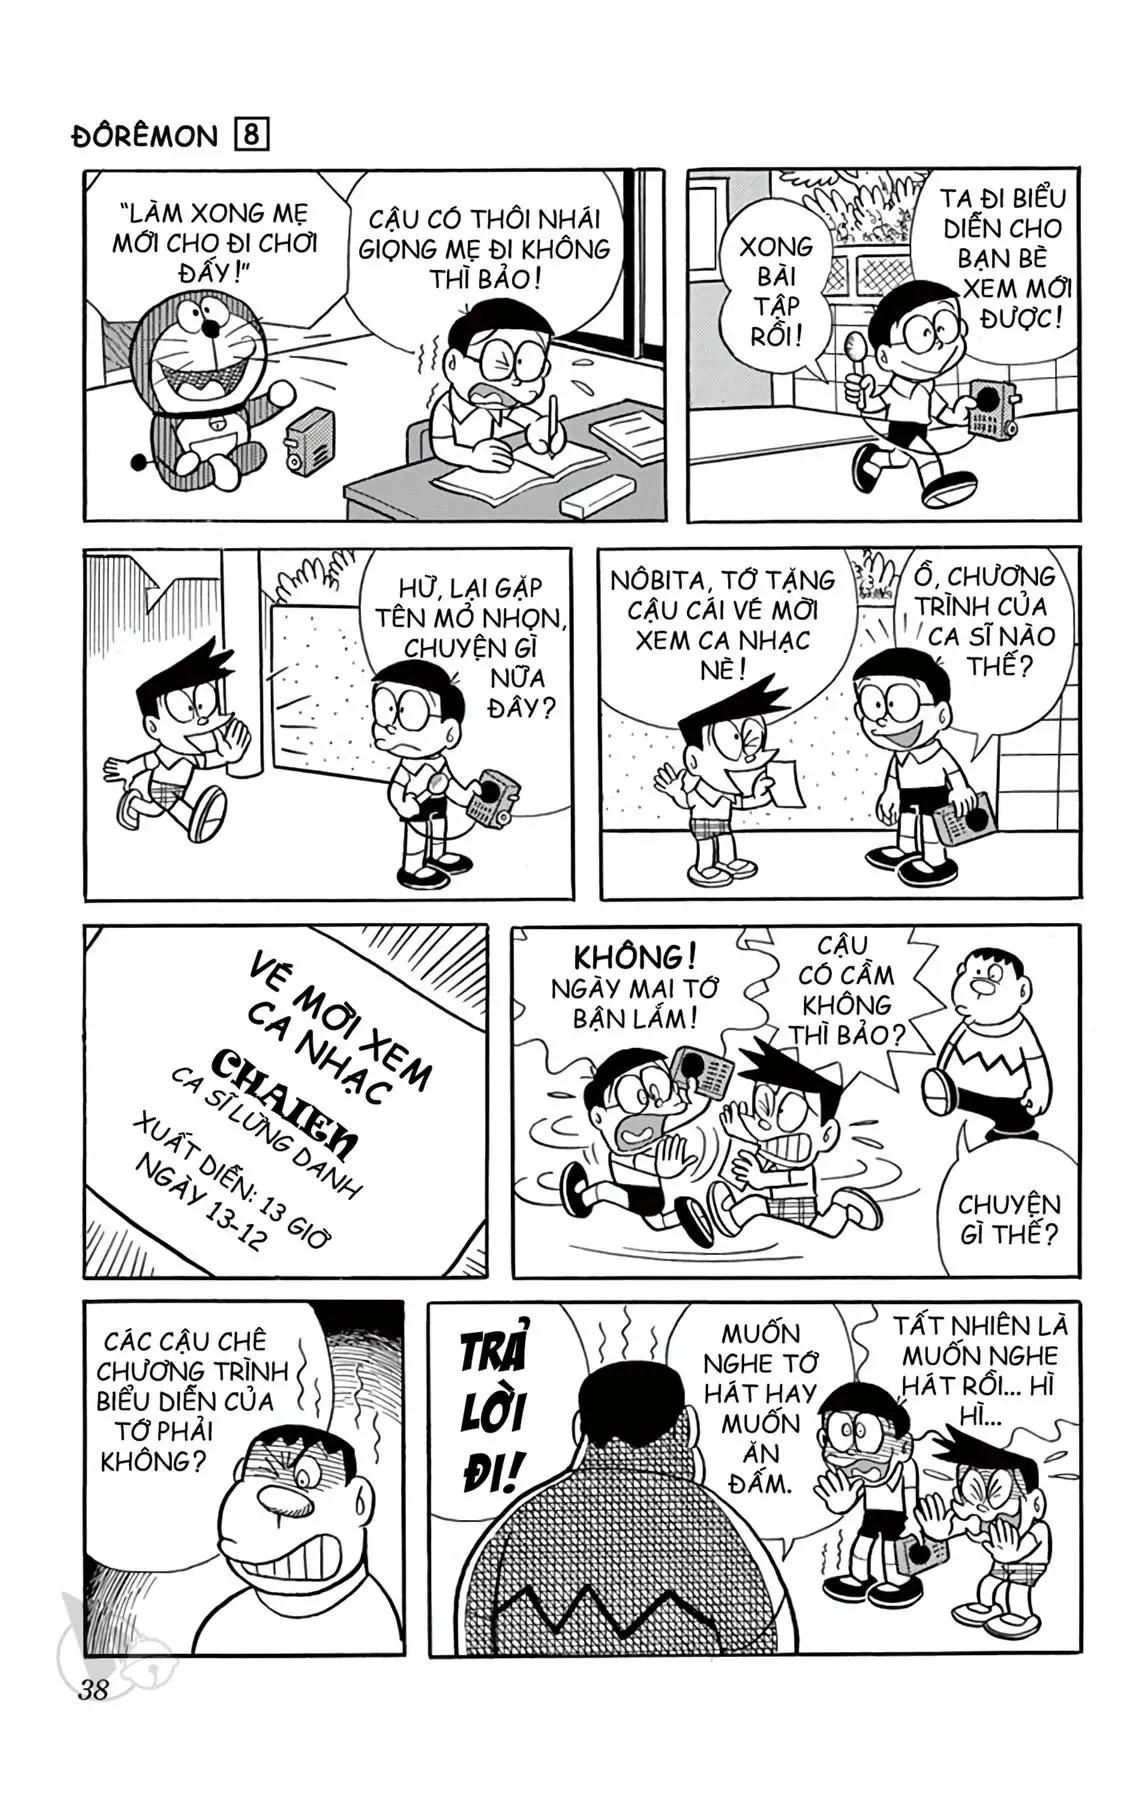 ĐÔRÊMON 8
"LÀM XONG MẸ
MỚI CHO ĐI CHƠI
ĐẤY!"
CẬU CÓ THÔI NHÁI
GIỌNG MẸ ĐI KHÔNG
THÌ BẢO!
XONG
BÀI
TẬP
RỒI!
TA ĐI BIỂU
DIỄN CHO
BẠN BÈ
XEM MỚI
ĐƯỢC!
HỪ, LẠI GẶP
TÊN MỎ NHỌN,
CHUYỆN GÌ
NỮA
ĐÂY?
NÔBITA, TỚ TẶNG
CẬU CÁI VÉ MỜI
XEM CA NHẠC
NÈ!
Ồ, CHƯƠNG
TRÌNH CỦA
CA SĨ NÀO
THẾ?
VÉ MỜI XEM
CA NHẠC
CHAIEN
CA SĨ LỪNG DANH
XUẤT DIỄN: 13 GIỜ
NGÀY 13-12
KHÔNG!
NGÀY MAI TỚ
BẬN LẮM!
CẬU
CÓ CẦM
KHÔNG
THÌ BẢO?
CHUYỆN
GÌ THẾ?
CÁC CẬU CHÊ
CHƯƠNG TRÌNH
BIỂU DIỄN CỦA
TỚ PHẢI
KHÔNG?
TRẢ
LỜI
ĐI!
MUỐN
NGHE TỚ
HÁT HAY
MUỐN
ĂN
ĐẤM.
TẤT NHIÊN LÀ
MUỐN NGHE
HÁT RỒI... HÌ
HÌ...
38